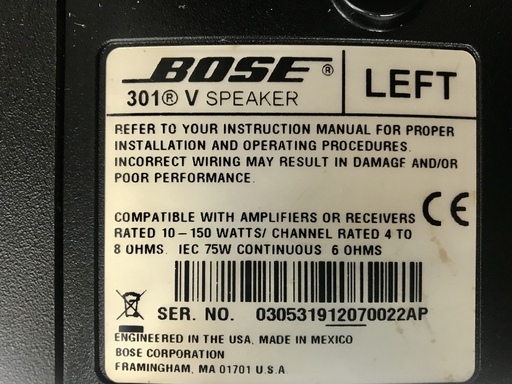 BOSE®
LEFT
301® V SPEAKER
REFER TO YOUR INSTRUCTION MANUAL FOR PROPER
INSTALLATION AND OPERATING PROCEDURES.
INCORRECT WIRING MAY RESULT IN DAMAGE AND/OR
POOR PERFORMANCE.
COMPATIBLE WITH AMPLIFIERS OR RECEIVERS CE
RATED 10 – 150 WATTS/ CHANNEL RATED 4 TO
8 OHMS. IEC 75W CONTINUOUS 6 OHMS
SER. NO. 030531912070022AP
ENGINEERED IN THE USA, MADE IN MEXICO
BOSE CORPORATION
FRAMINGHAM, MA 01701 U.S.A.